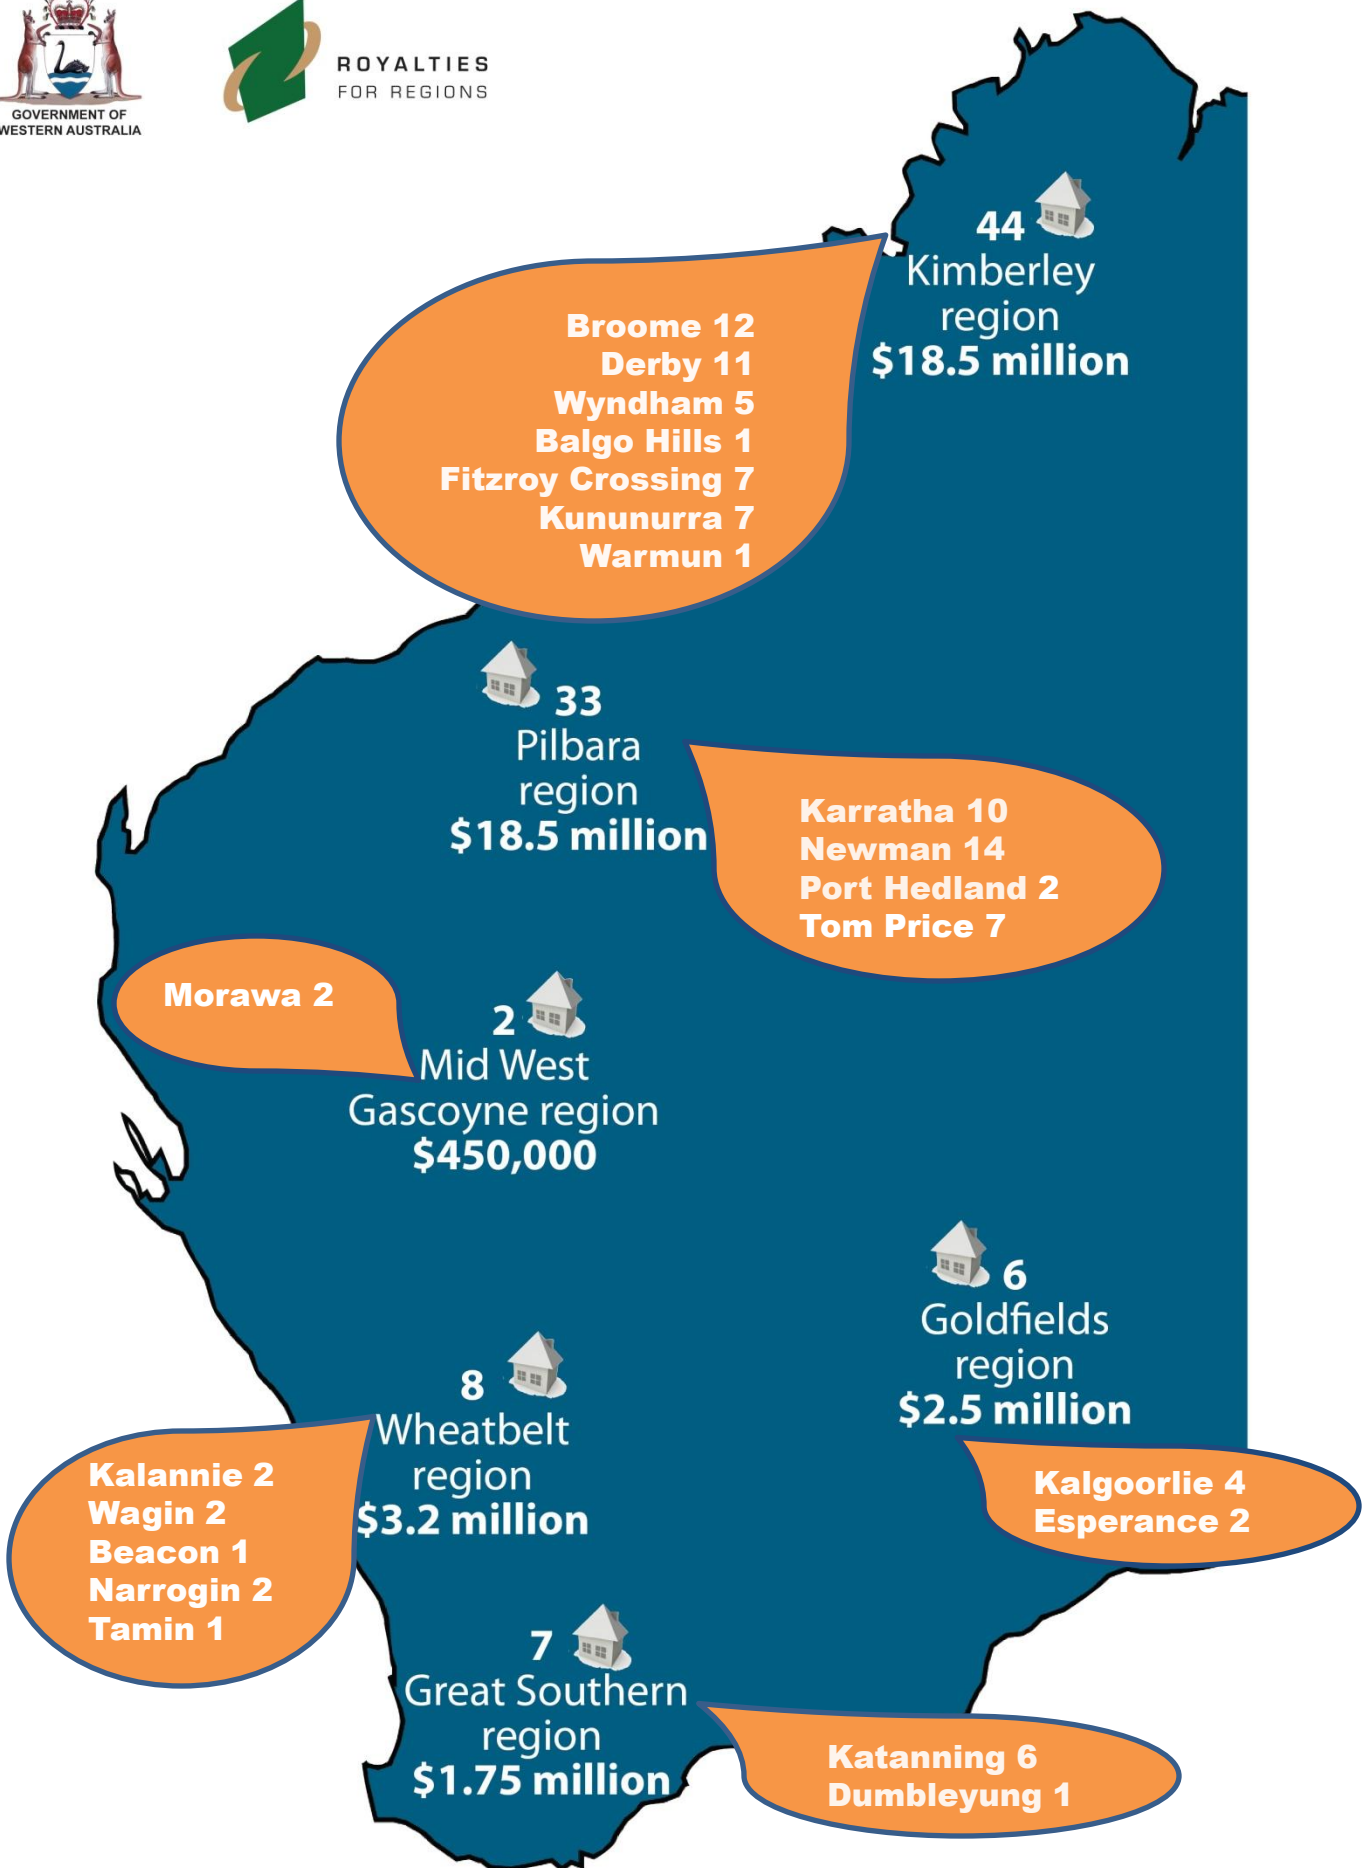 GOVERNMENT OF
WESTERN AUSTRALIA
ROYALTIES
FOR REGIONS
44
Kimberley
region
$18.5 million
Broome 12
Derby 11
Wyndham 5
Balgo Hills 1
Fitzroy Crossing 7
Kununurra 7
Warmun 1
33
Pilbara
region
$18.5 million
Karratha 10
Newman 14
Port Hedland 2
Tom Price 7
Morawa 2
2
Mid West
Gascoyne region
$450,000
6
Goldfields
region
$2.5 million
Kalgoorlie 4
Esperance 2
8
Wheatbelt
region
$3.2 million
Kalannie 2
Wagin 2
Beacon 1
Narrogin 2
Tamin 1
7
Great Southern
region
$1.75 million
Katanning 6
Dumbleyung 1